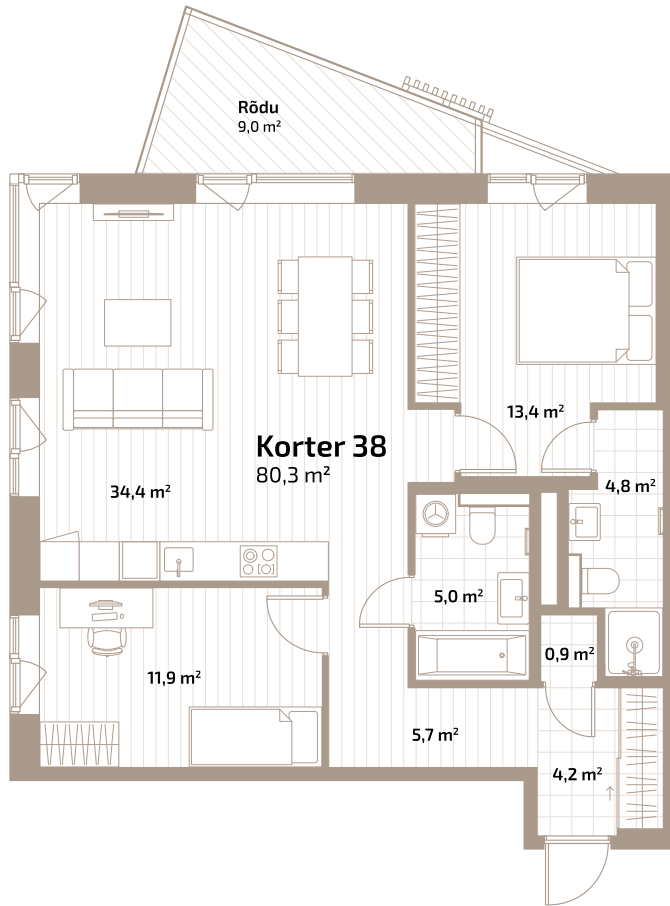 Rõdu
9,0 m²
13,4 m²
Korter 38
80,3 m²
34,4 m²
4,8 m²
5,0 m²
0,9 m²
11,9 m²
5,7 m²
4,2 m²